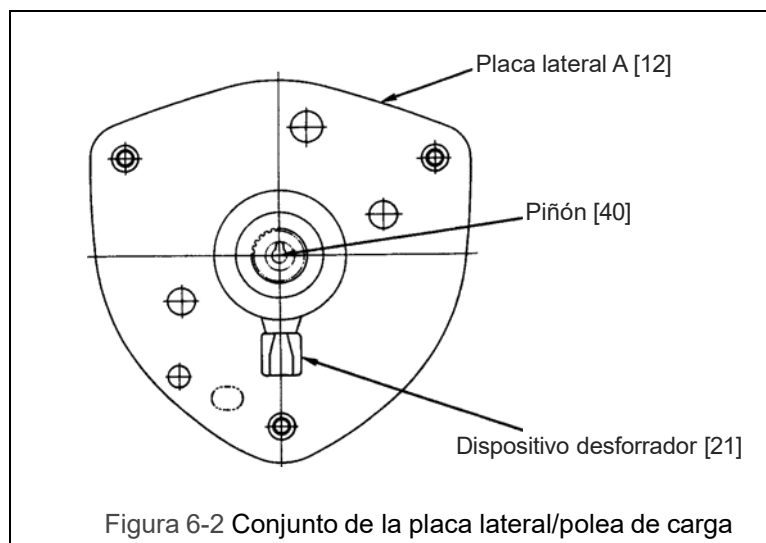 Placa lateral A [12]
Piñón [40]
Dispositivo desforrador [21]
Figura 6-2 Conjunto de la placa lateral/polea de carga